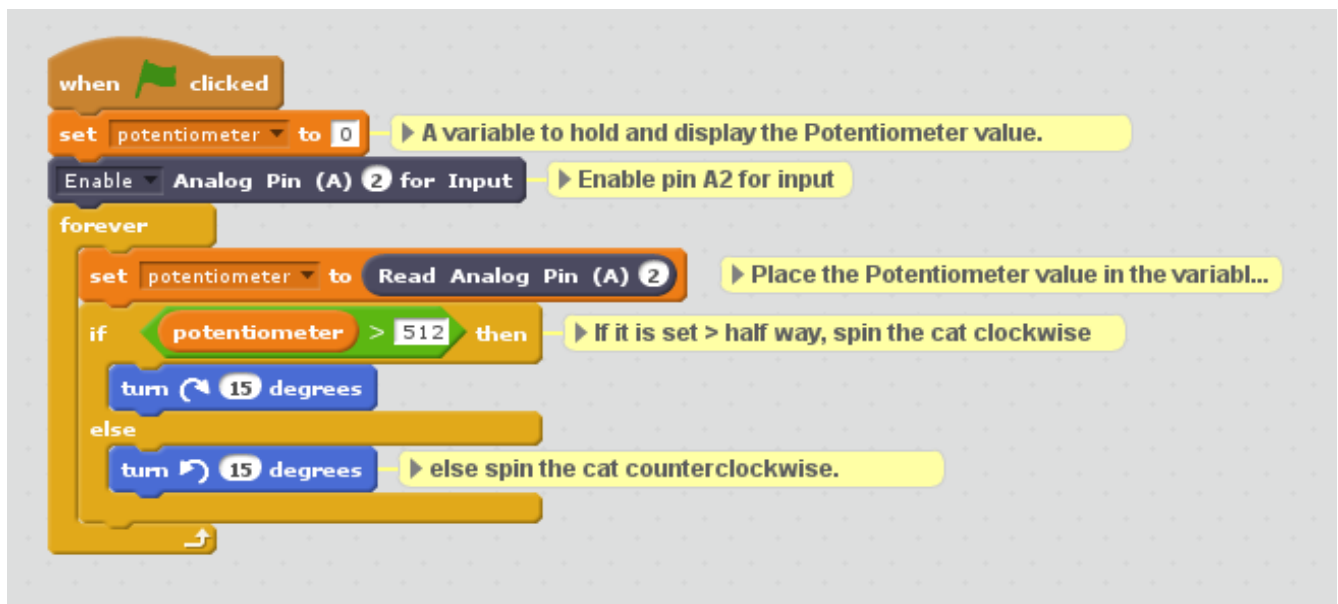 when clicked
set potentiometer to 0 A variable to hold and display the Potentiometer value.
Enable Analog Pin (A) 2 for Input Enable pin A2 for input
forever
set potentiometer to Read Analog Pin (A) 2 Place the Potentiometer value in the variabl...
if potentiometer > 512 then If it is set > half way, spin the cat clockwise
turn 15 degrees
else
turn 15 degrees else spin the cat counterclockwise.